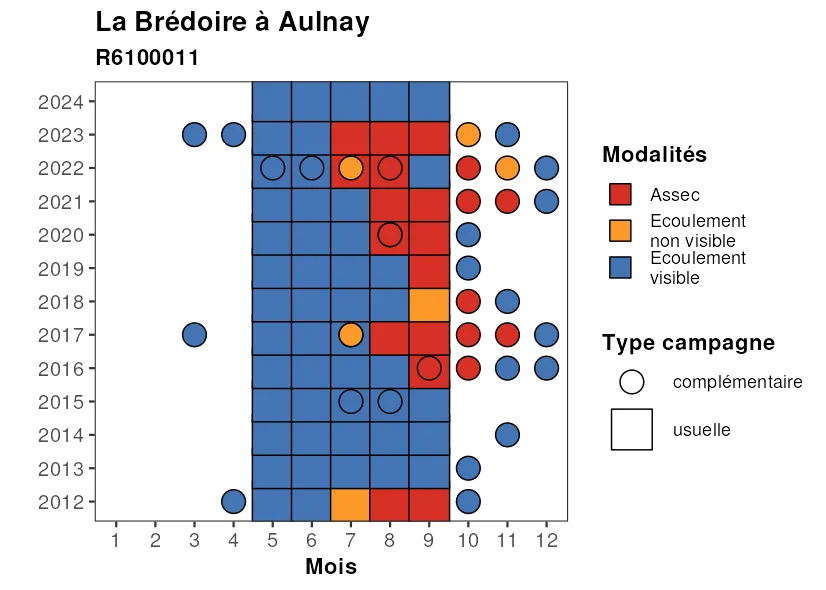 La Brédoire à Aulnay
R6100011
2024
2023
2022
2021
2020
2019
2018
2017
2016
2015
2014
2013
2012
1 2 3 4 5 6 7 8 9 10 11 12
Mois
Modalités
Assec
Ecoulement
non visible
Ecoulement
visible
Type campagne
complémentaire
usuelle